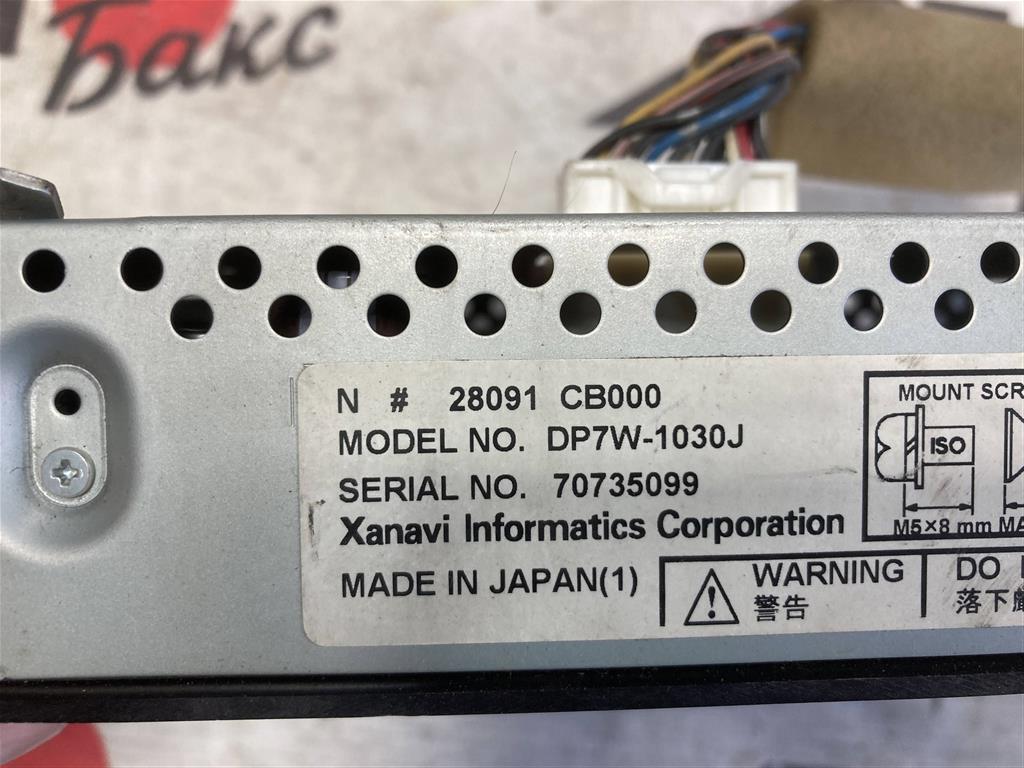 Бакс
N # 28091 CB000
MODEL NO. DP7W-1030J
SERIAL NO. 70735099
Xanavi Informatics Corporation
MADE IN JAPAN(1)
MOUNT
ISO
M5×8 mm
WARNING
警告
DO
落下